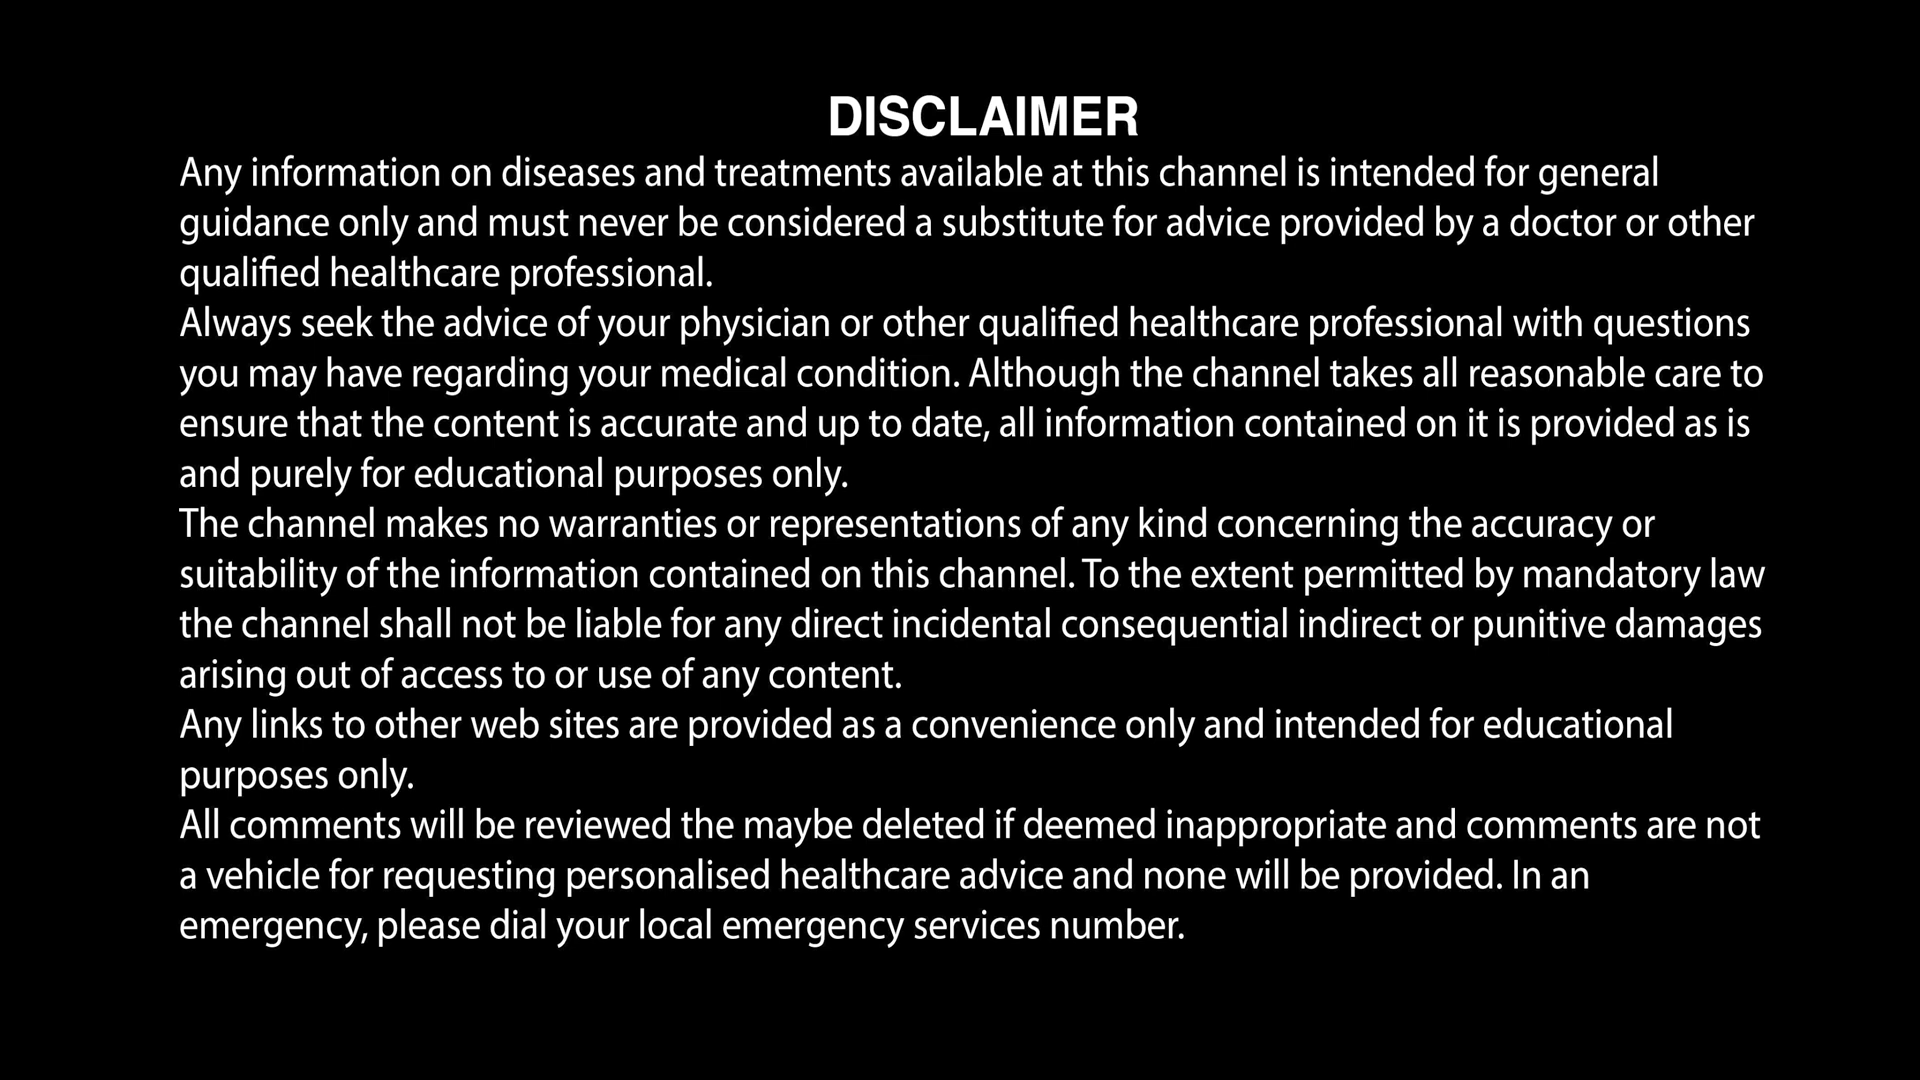 DISCLAIMER
Any information on diseases and treatments available at this channel is intended for general
guidance only and must never be considered a substitute for advice provided by a doctor or other
qualified healthcare professional.
Always seek the advice of your physician or other qualified healthcare professional with questions
you may have regarding your medical condition. Although the channel takes all reasonable care to
ensure that the content is accurate and up to date, all information contained on it is provided as is
and purely for educational purposes only.
The channel makes no warranties or representations of any kind concerning the accuracy or
suitability of the information contained on this channel. To the extent permitted by mandatory law
the channel shall not be liable for any direct incidental consequential indirect or punitive damages
arising out of access to or use of any content.
Any links to other web sites are provided as a convenience only and intended for educational
purposes only.
All comments will be reviewed the maybe deleted if deemed inappropriate and comments are not
a vehicle for requesting personalised healthcare advice and none will be provided. In an
emergency, please dial your local emergency services number.